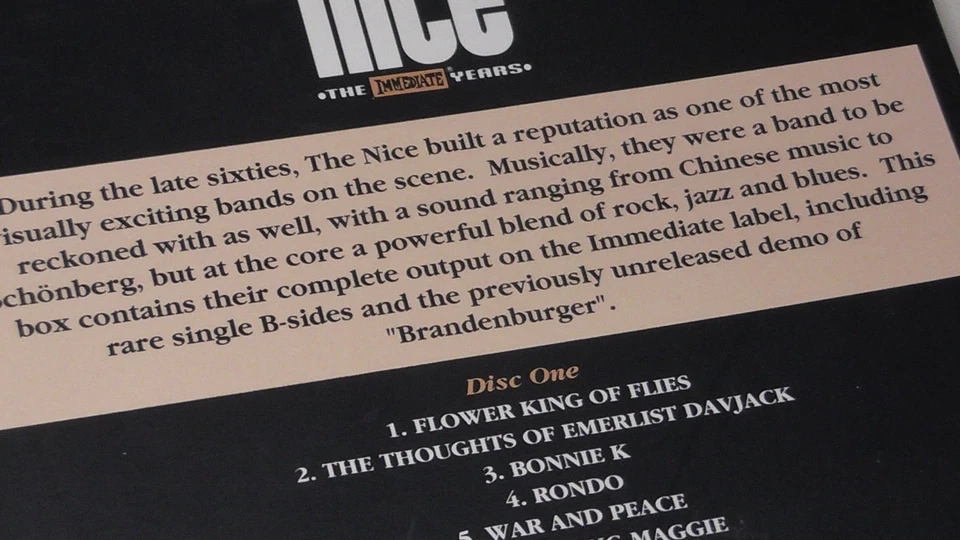 nice
•THE IMMEDIATE YEARS•
During the late sixties, The Nice built a reputation as one of the most
visually exciting bands on the scene. Musically, they were a band to be
reckoned with as well, with a sound ranging from Chinese music to
Schönberg, but at the core a powerful blend of rock, jazz and blues. This
box contains their complete output on the Immediate label, including
rare single B-sides and the previously unreleased demo of
"Brandenburger".
Disc One
1. FLOWER KING OF FLIES
2. THE THOUGHTS OF EMERLIST DAVJACK
3. BONNIE K
4. RONDO
5. WAR AND PEACE
MAGGIE